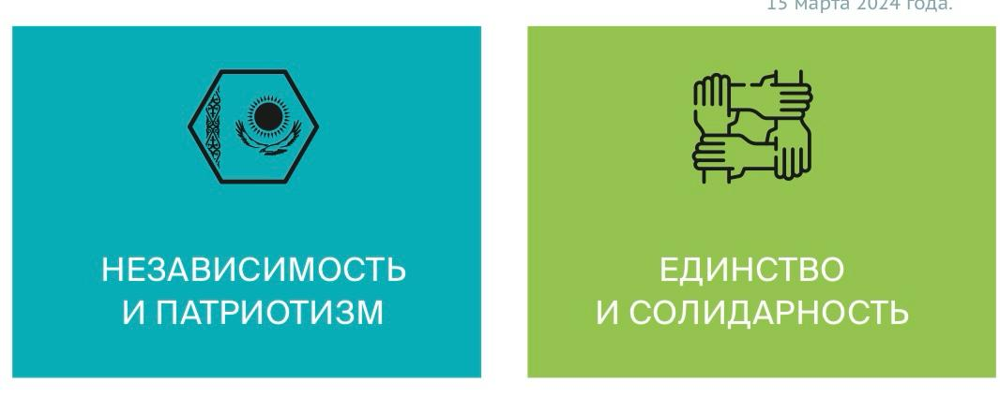 15 марта 2024 года.
НЕЗАВИСИМОСТЬ
И ПАТРИОТИЗМ
ЕДИНСТВО
И СОЛИДАРНОСТЬ